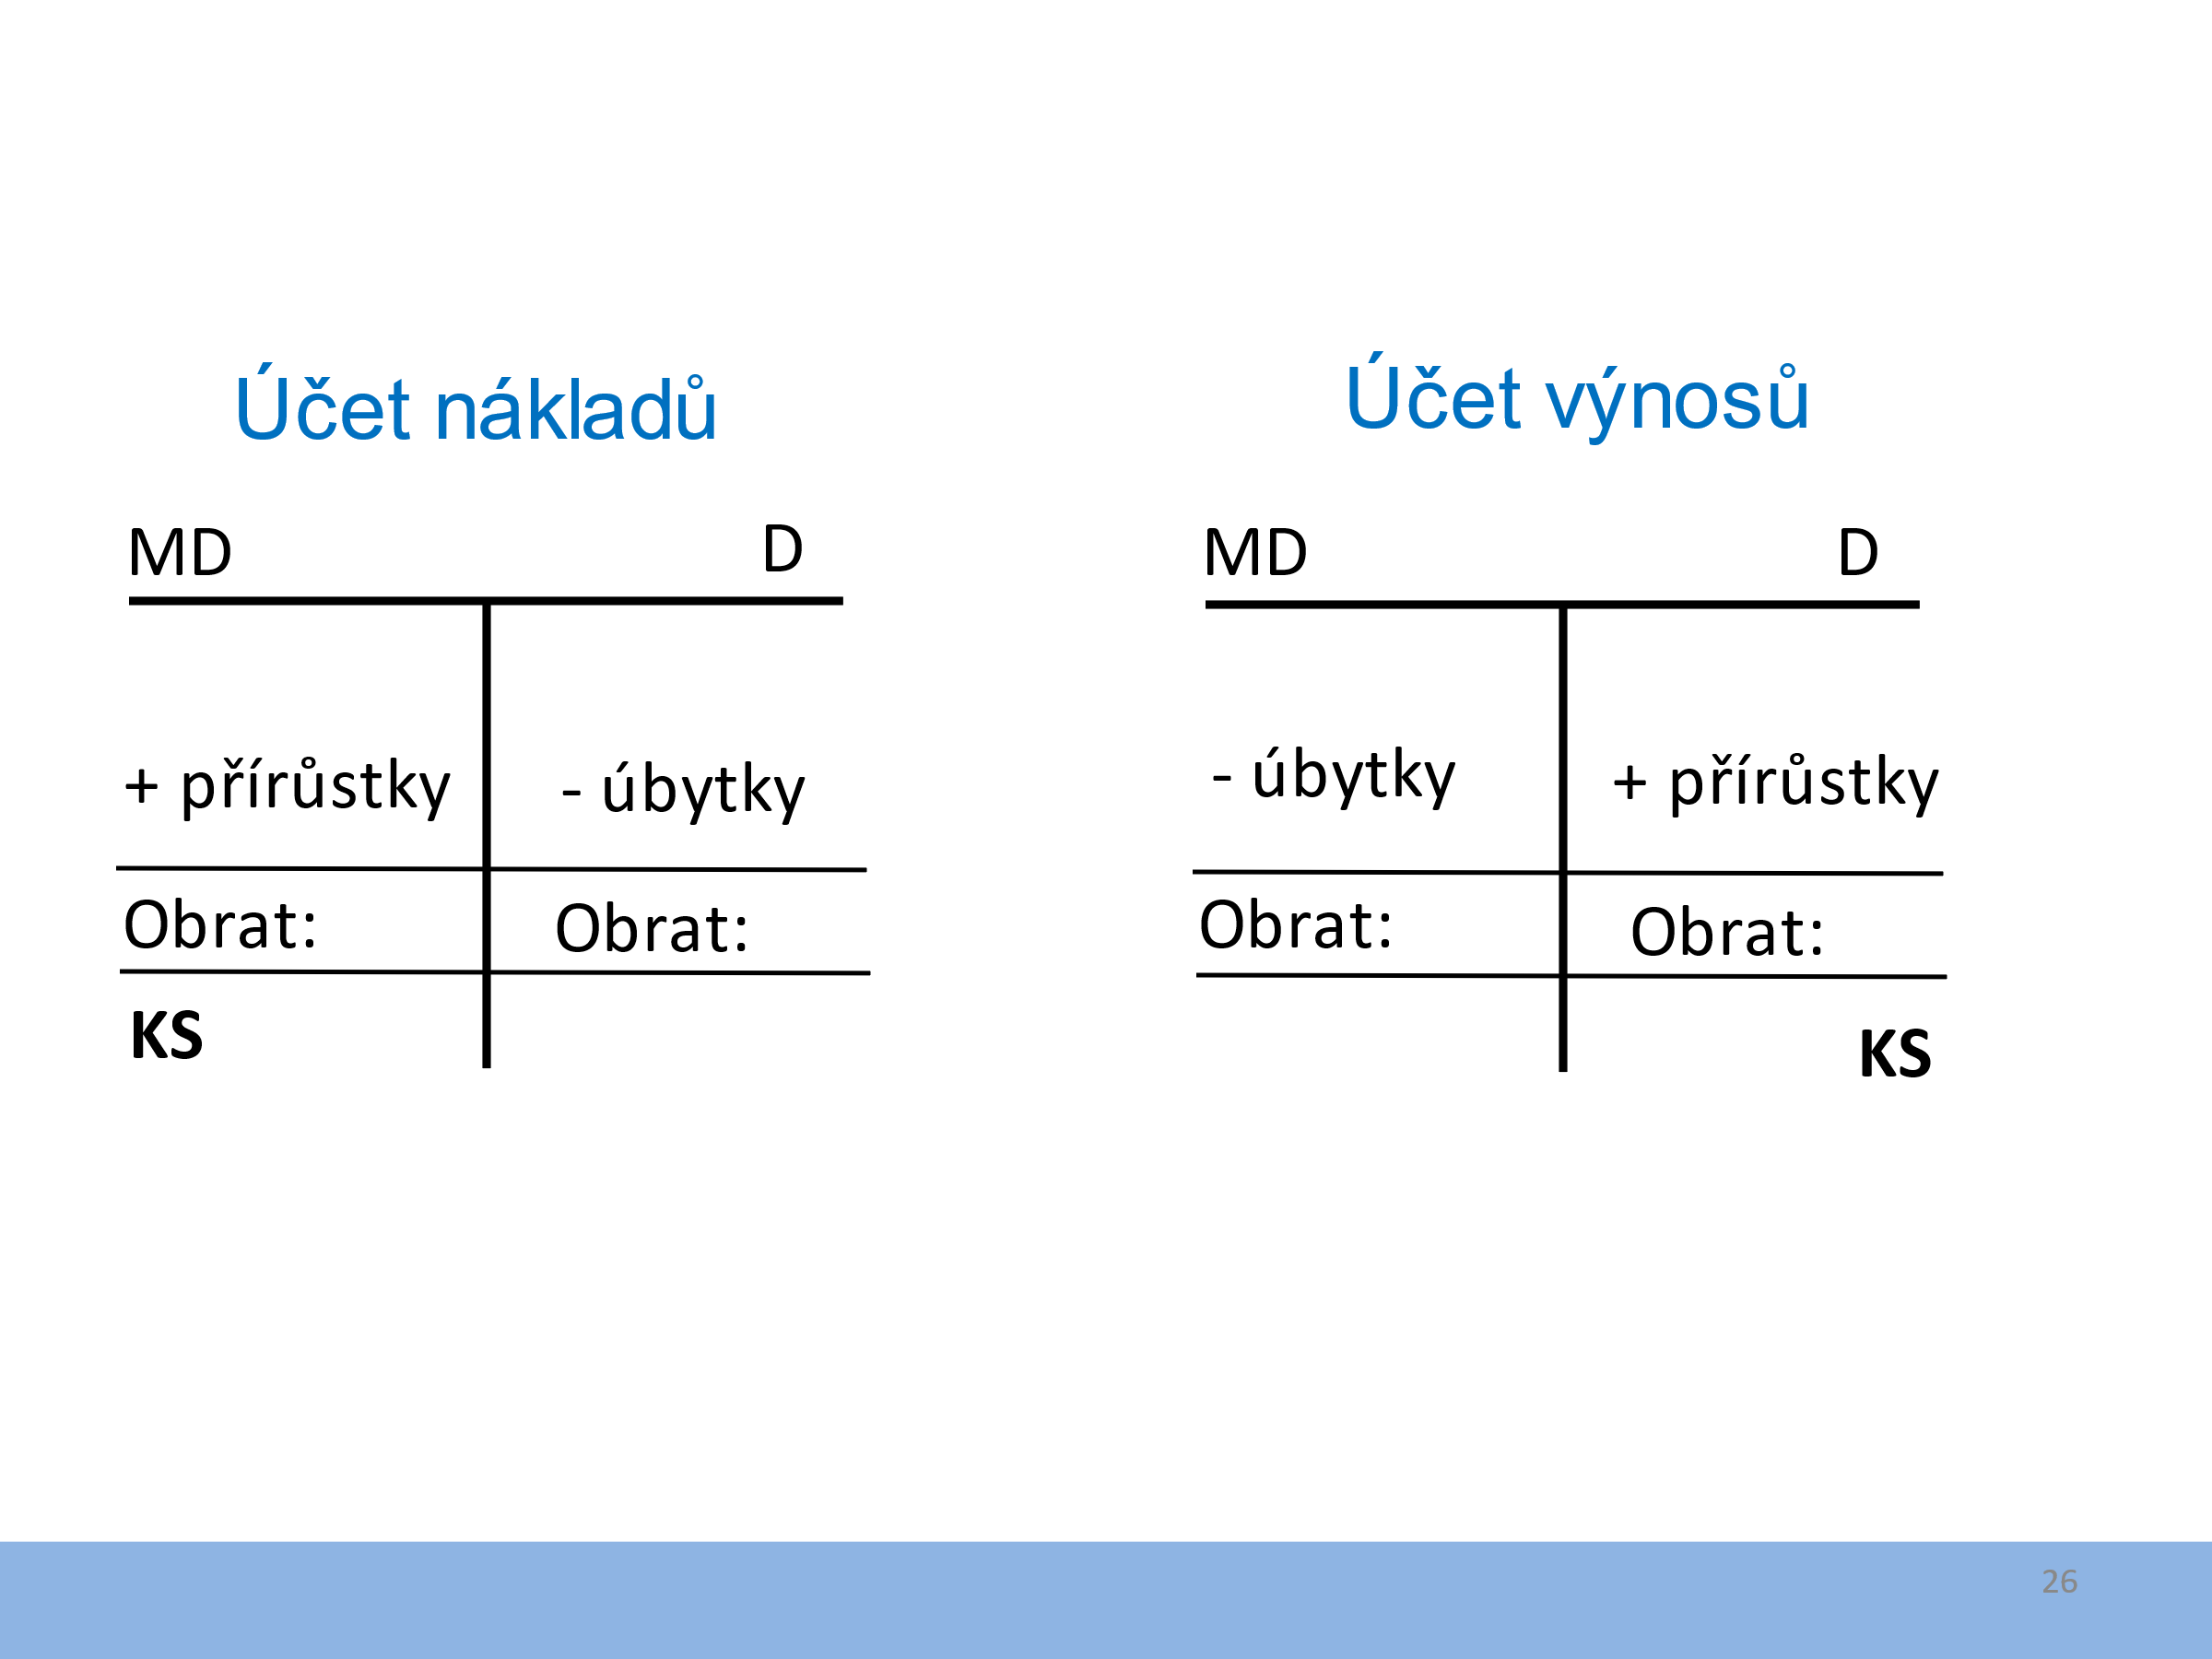 Účet nákladů
MD D
+ přírůstky - úbytky
Obrat: Obrat:
KS
Účet výnosů
MD D
- úbytky + přírůstky
Obrat: Obrat:
KS
26